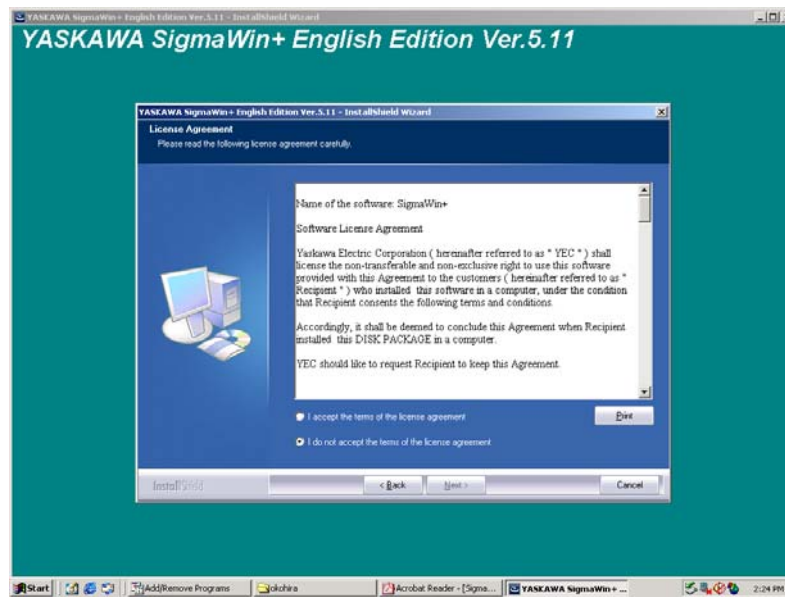 YASKAWA SigmaWin+ English Edition Ver.5.11 - InstallShield Wizard
YASKAWA SigmaWin+ English Edition Ver.5.11
YASKAWA SigmaWin+ English Edition Ver.5.11 - InstallShield Wizard
License Agreement
Please read the following license agreement carefully.
Name of the software: SigmaWin+
Software License Agreement
Yaskawa Electric Corporation ( hereinafter referred to as " YEC " ) shall
license the non-transferable and non-exclusive right to use this software
provided with this Agreement to the customers ( hereinafter referred to as "
Recipient " ) who installed this software in a computer, under the condition
that Recipient consents the following terms and conditions.
Accordingly, it shall be deemed to conclude this Agreement when Recipient
installed this DISK PACKAGE in a computer.
YEC should like to request Recipient to keep this Agreement.
I accept the terms of the license agreement
Print
I do not accept the terms of the license agreement
InstallShield
< Back
Next >
Cancel
Start
Add/Remove Programs
okohira
Acrobat Reader - [Sigma...
YASKAWA SigmaWin+ ...
2:24 PM